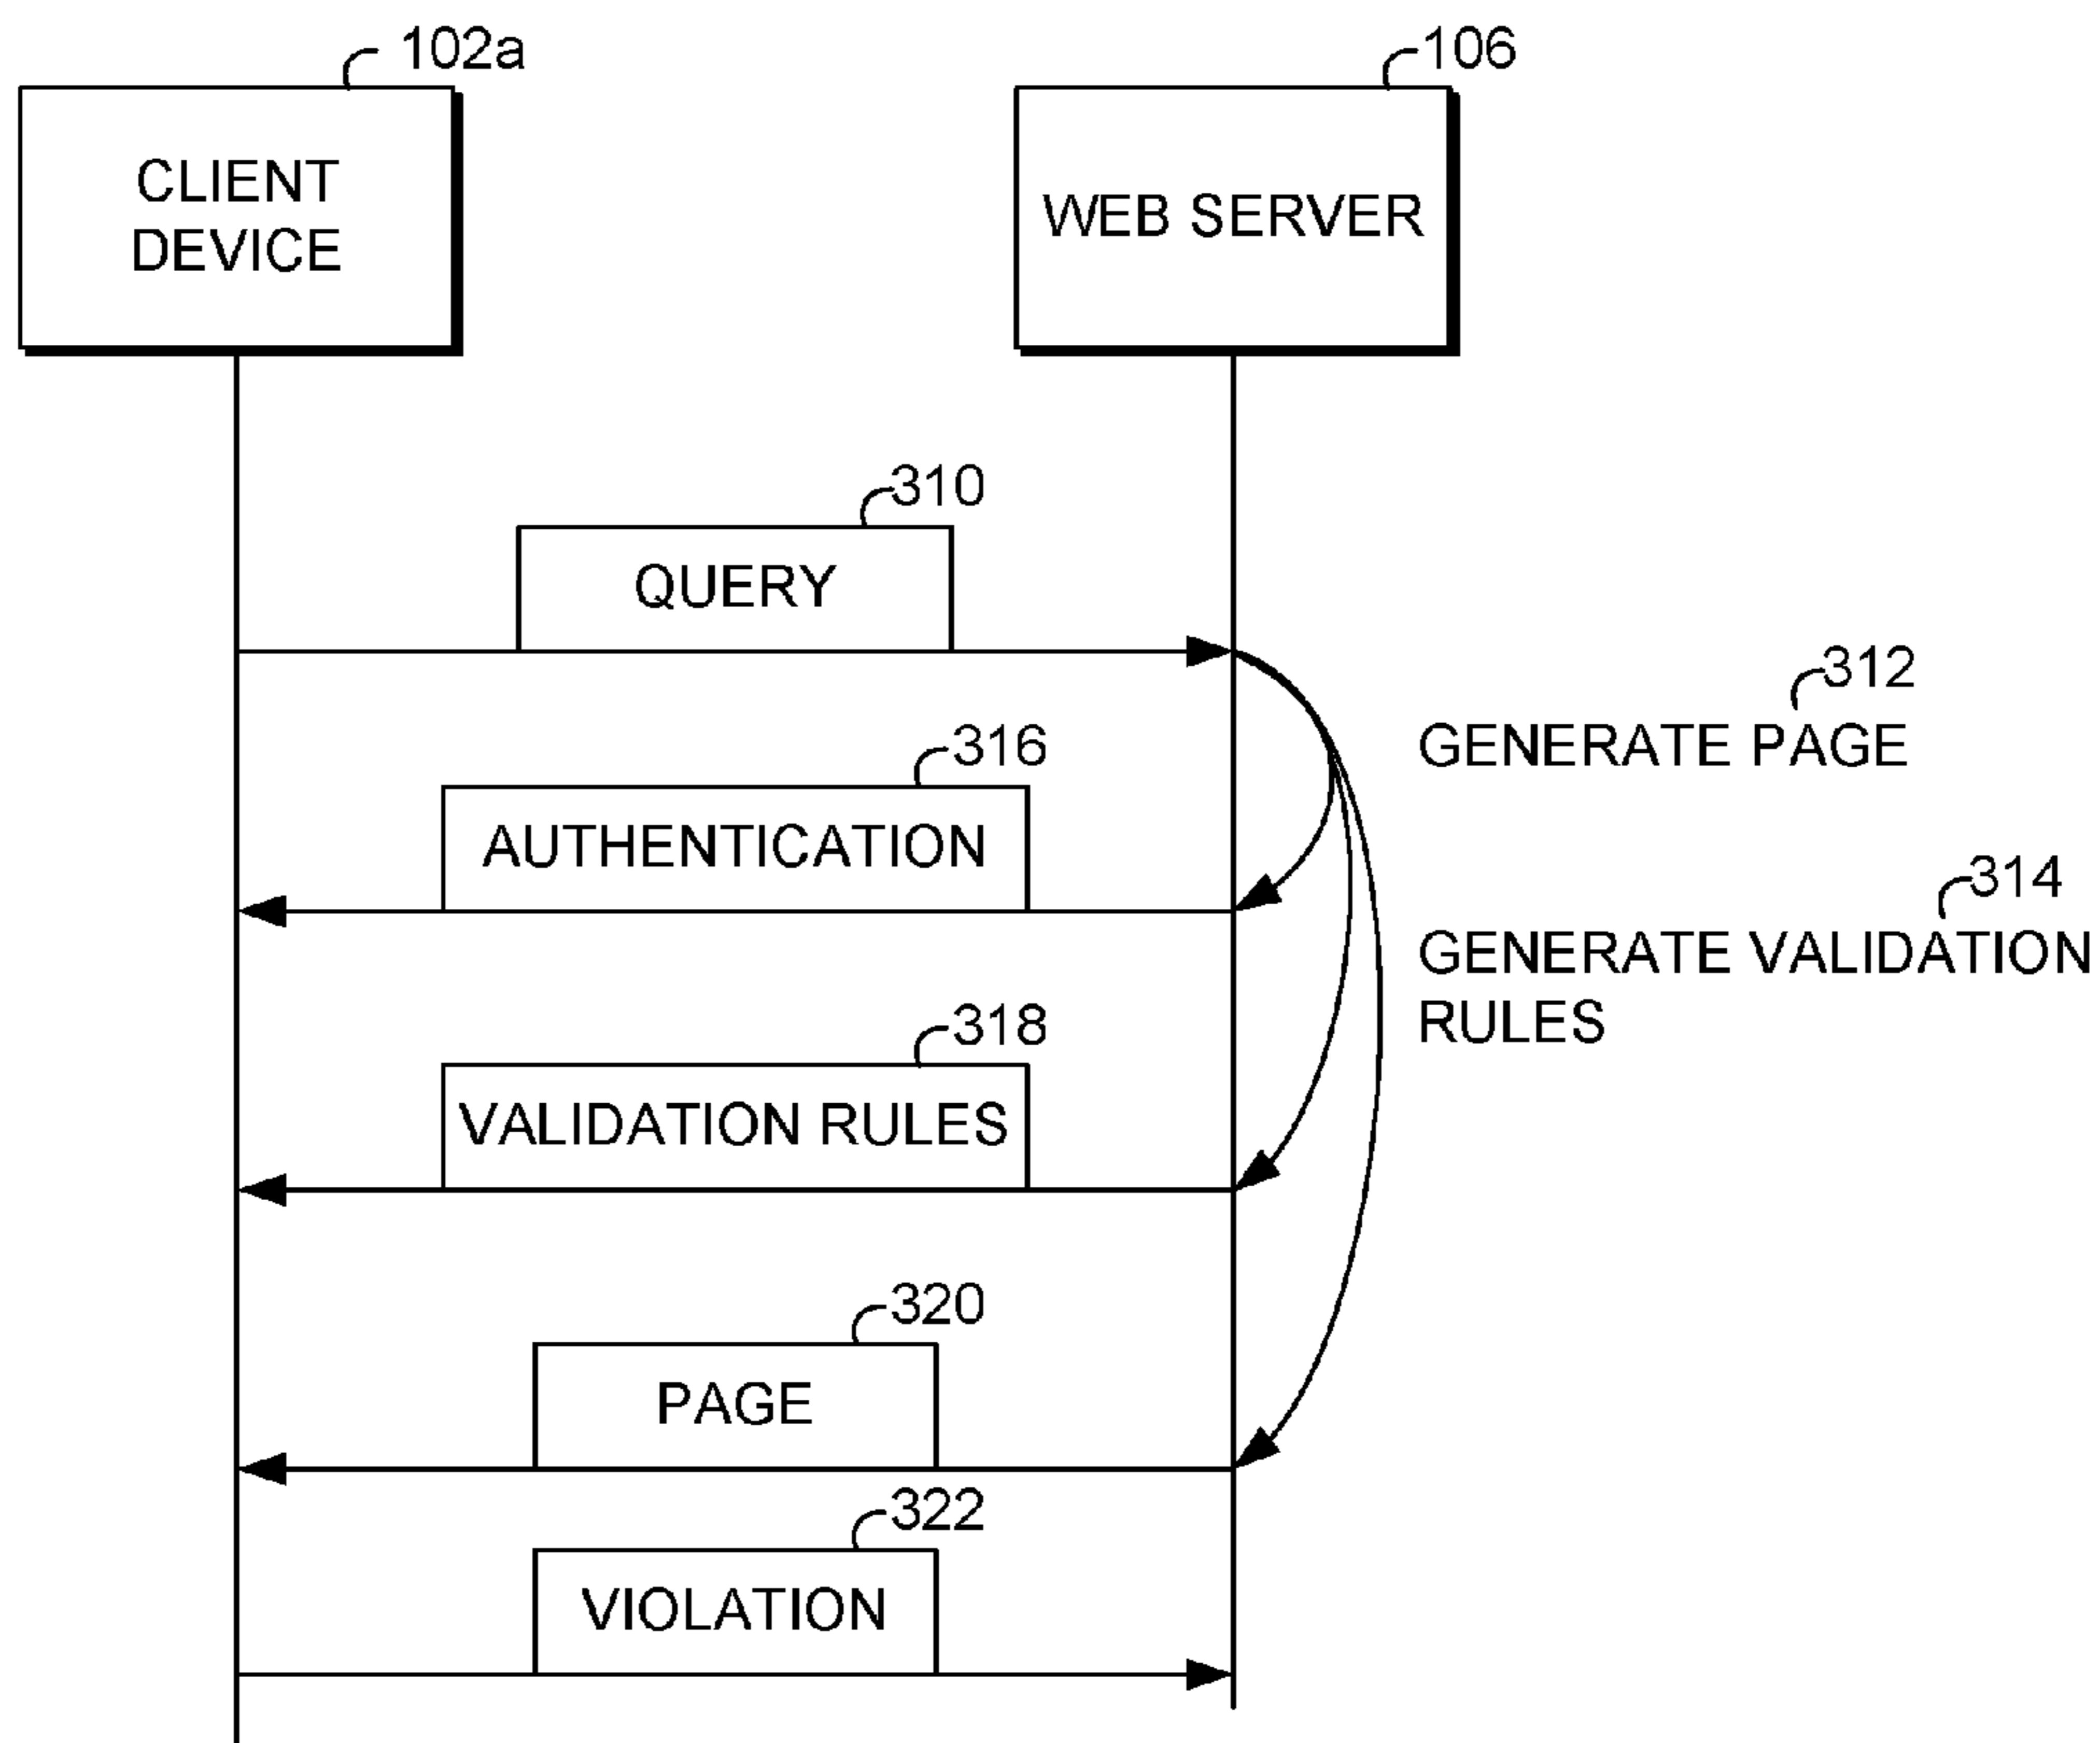 102a
106
CLIENT
DEVICE
WEB SERVER
310
QUERY
312
GENERATE PAGE
316
AUTHENTICATION
314
GENERATE VALIDATION
RULES
318
VALIDATION RULES
320
PAGE
322
VIOLATION